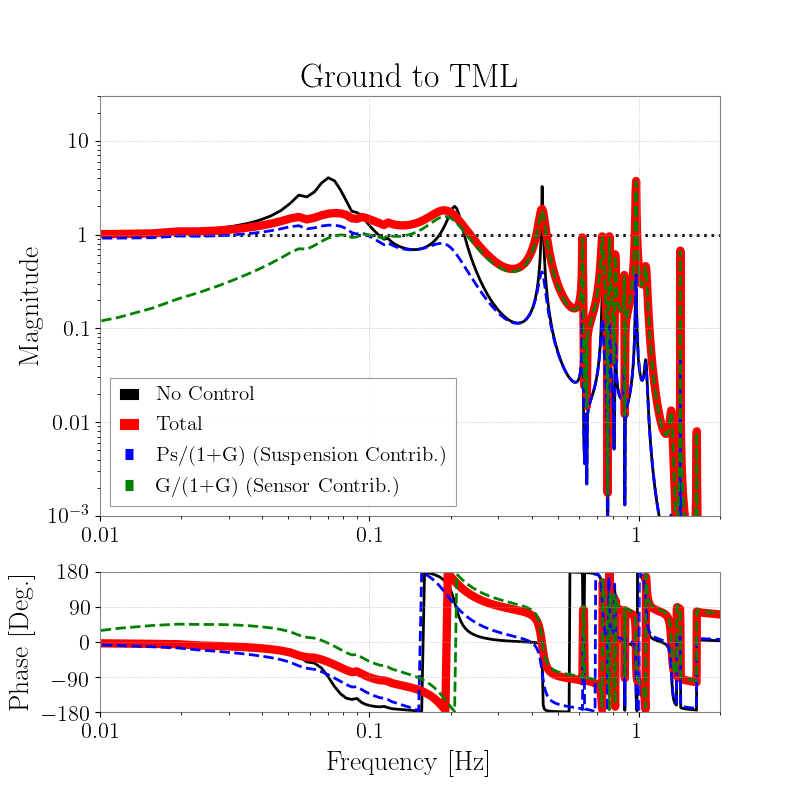 Ground to TML
Magnitude
10
1
0.1
0.01
10⁻³
No Control
Total
Ps/(1+G) (Suspension Contrib.)
G/(1+G) (Sensor Contrib.)
0.01
0.1
1
Phase [Deg.]
180
90
0
−90
−180
0.01
0.1
1
Frequency [Hz]